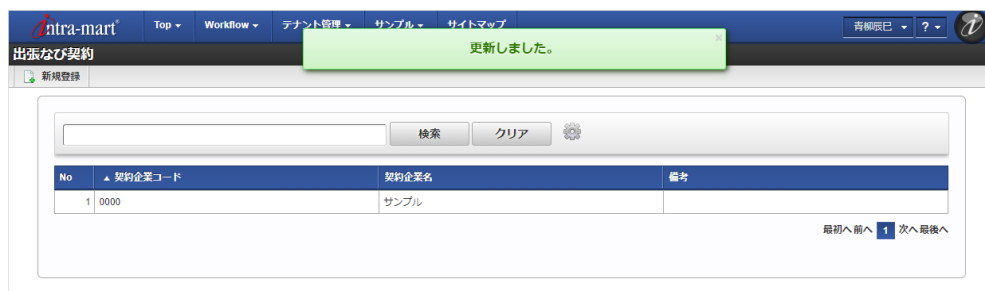 intra-mart Top Workflow テナント管理 サンプル サイトマップ 青柳辰巳 ?
更新しました。 ×
出張なび契約
新規登録
検索 クリア
No ▲ 契約企業コード 契約企業名 備考
1 0000 サンプル
最初へ 前へ 1 次へ 最後へ